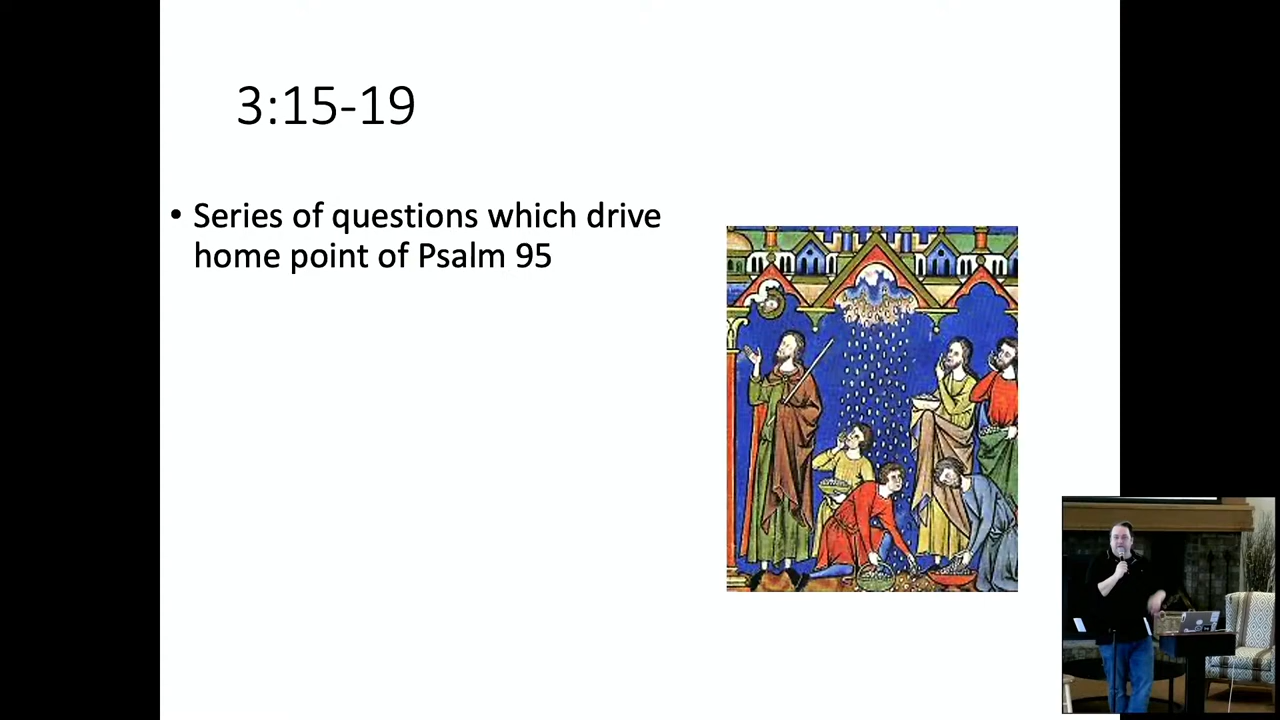 3:15-19
• Series of questions which drive
home point of Psalm 95